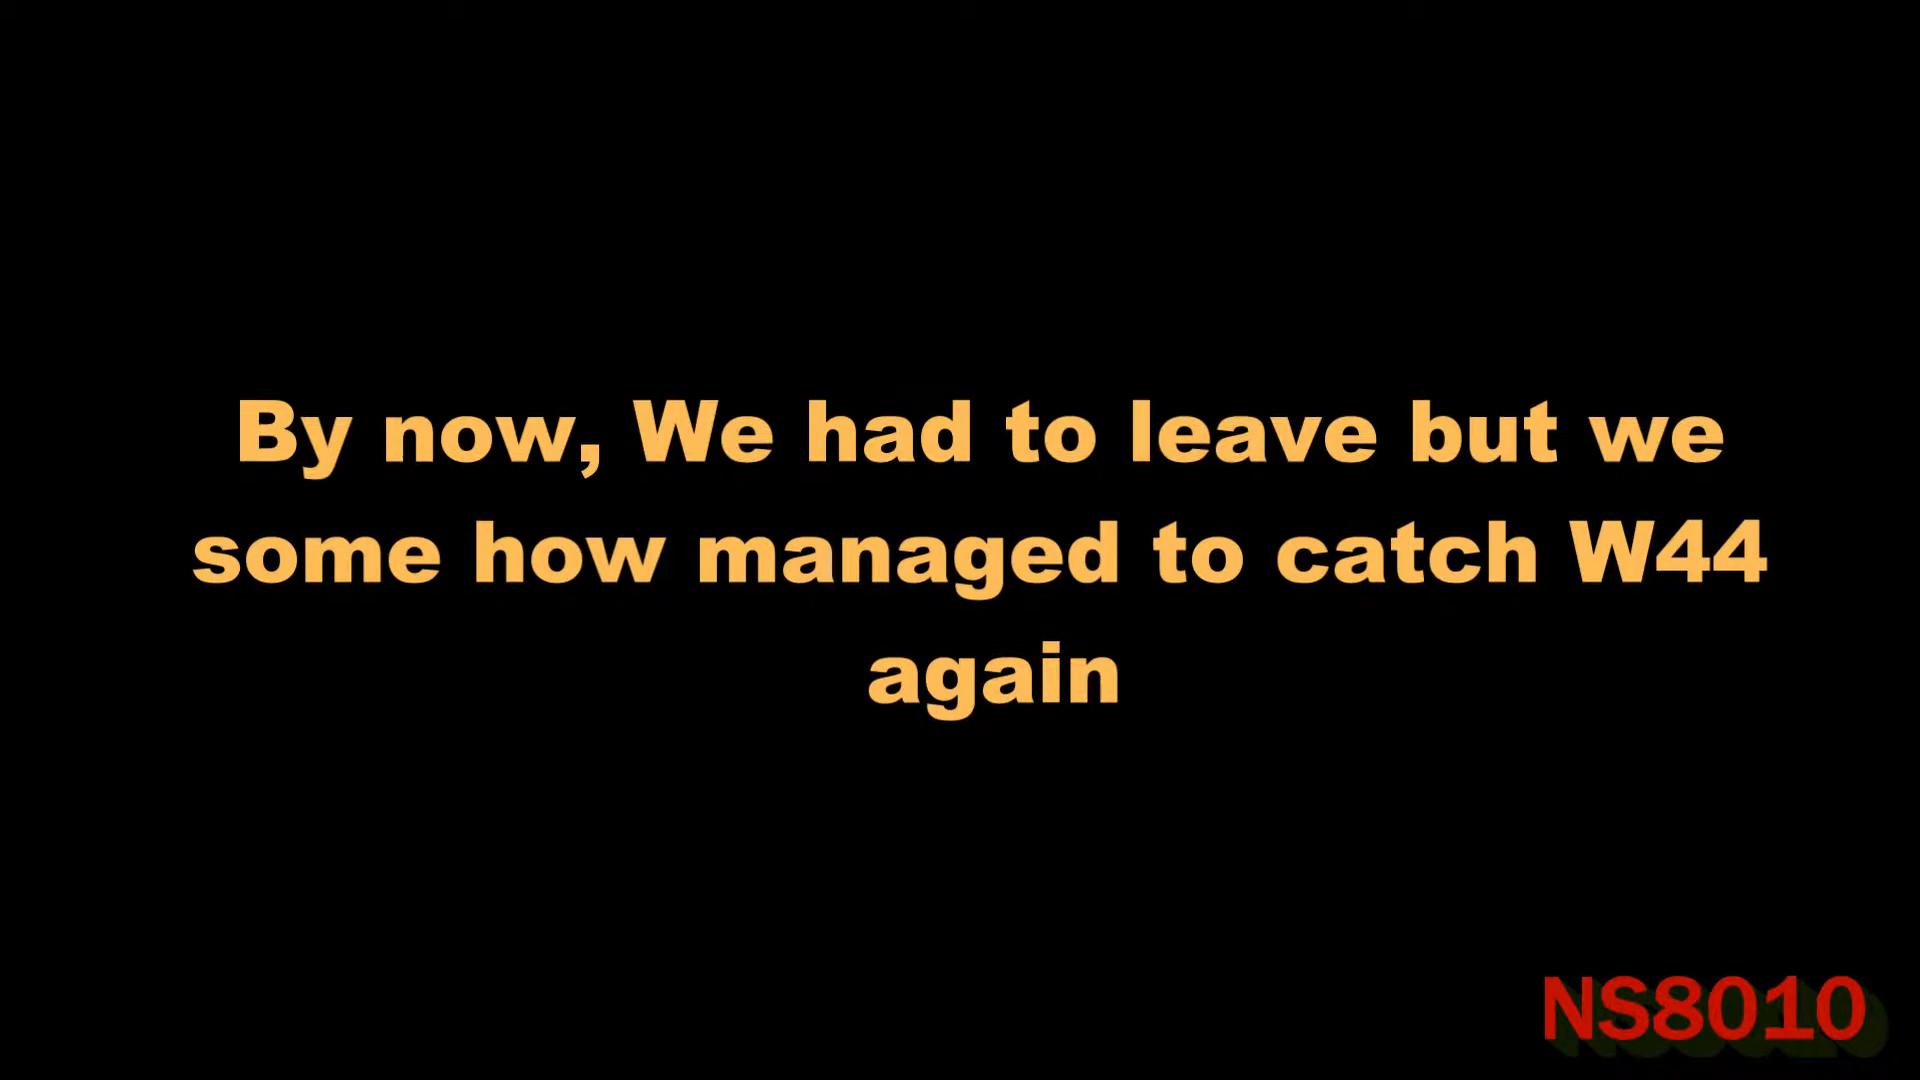 By now, We had to leave but we
some how managed to catch W44
again
NS8010